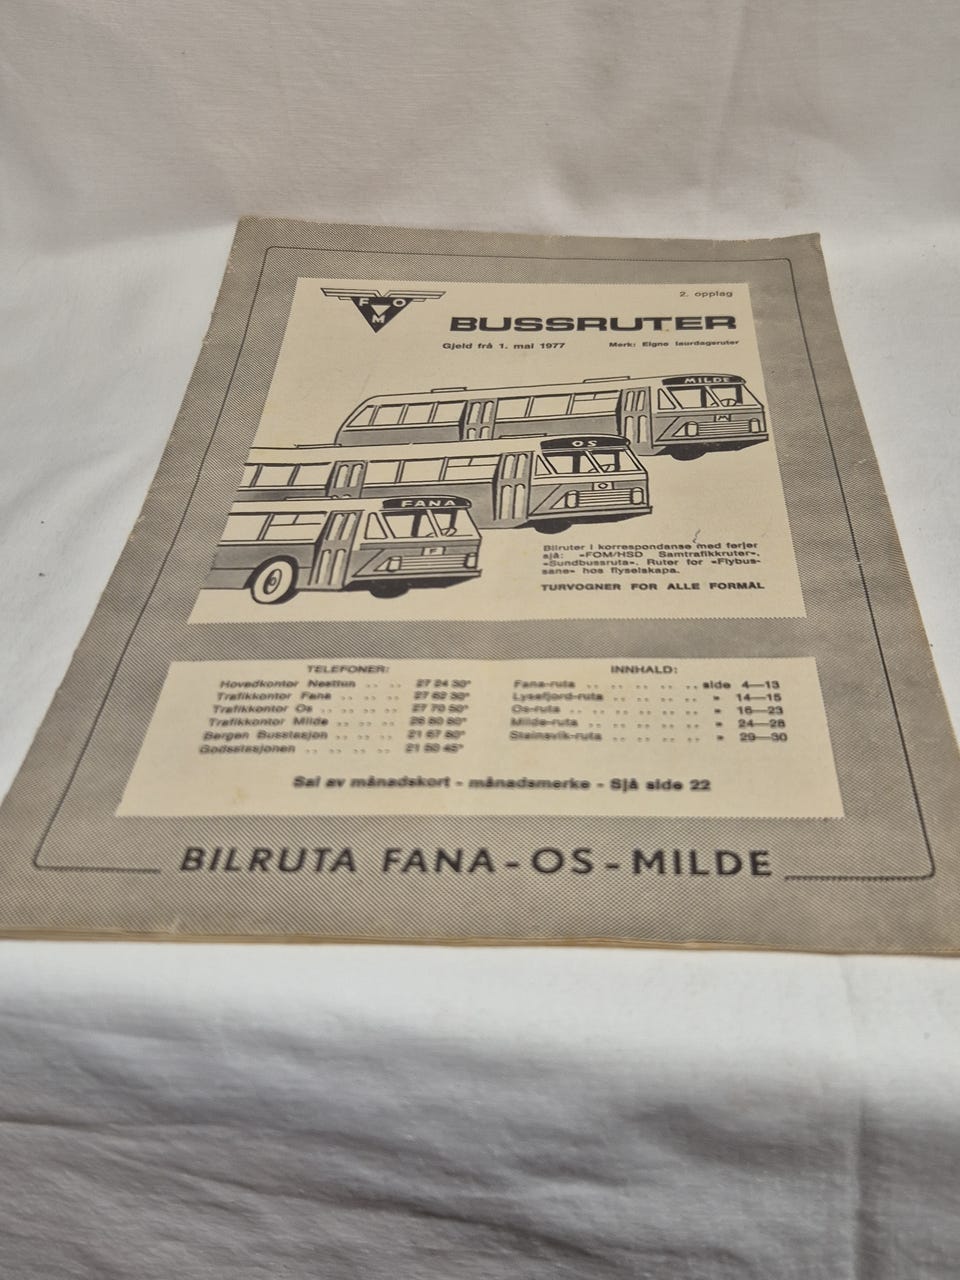 F O M
2. opplag
BUSSRUTER
Gjeld frå 1. mai 1977 Merk: Eigne laurdagsruter
MILDE
M
OS
O
FANA
F
Bilruter i korrespondanse med ferjer
sjå: «FOM/HSD Samtrafikkruter»,
«Sundbussruta». Ruter for «Flybus-
sane» hos flyselskapa.
TURVOGNER FOR ALLE FORMÅL
TELEFONER:
Hovedkontor Nesttun .. .. 27 24 30*
Trafikkontor Fana .. .. .. 27 62 50*
Trafikkontor Os .. .. .. .. 27 70 50*
Trafikkontor Milde .. .. .. 26 80 80*
Bergen Busstasjon .. .. .. 21 67 80*
Godsstasjonen .. .. .. .. 21 50 45*
INNHALD:
Fana-ruta .. .. .. .. .. side 4—13
Lysefjord-ruta .. .. .. .. » 14—15
Os-ruta .. .. .. .. .. .. » 16—23
Milde-ruta .. .. .. .. .. » 24—28
Steinsvik-ruta .. .. .. .. » 29—30
Sal av månadskort - månadsmerke - Sjå side 22
BILRUTA FANA-OS-MILDE